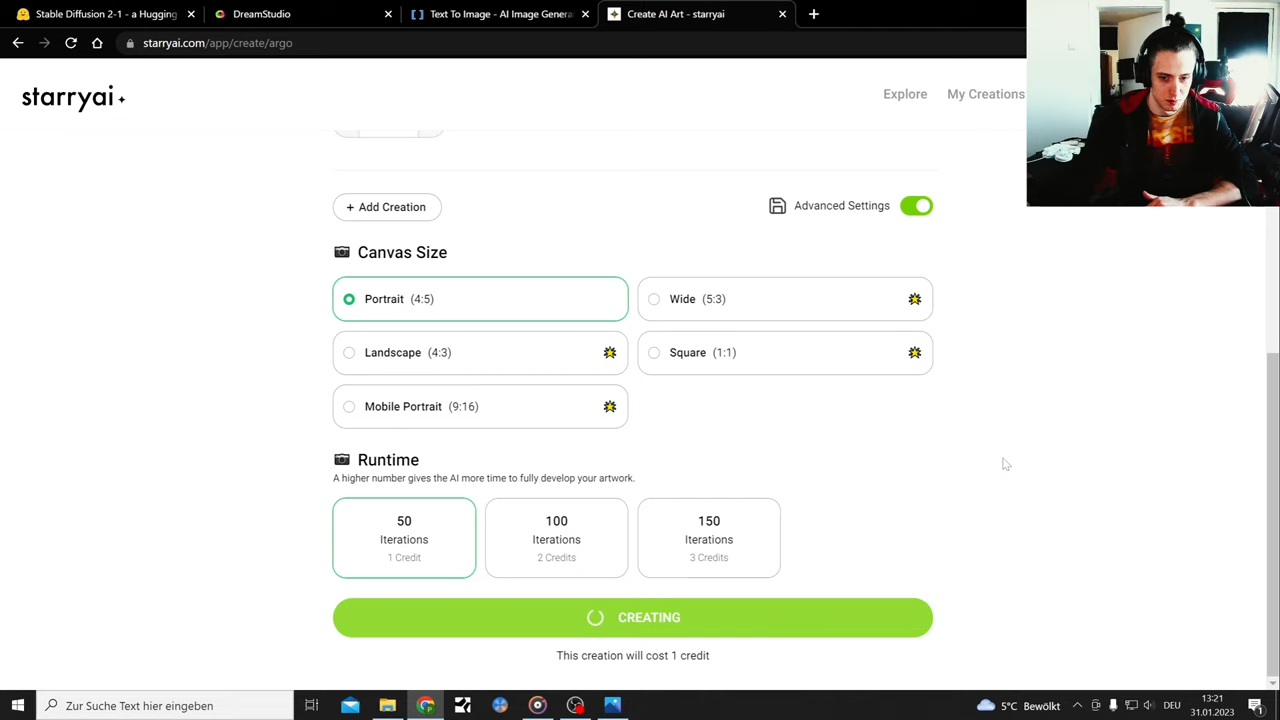 Stable Diffusion 2-1 - a Hugging
DreamStudio
Text To Image - AI Image Genera
Create AI Art - starryai
starryai.com/app/create/argo
starryai
Explore
My Creations
+ Add Creation
Advanced Settings
Canvas Size
Portrait (4:5)
Wide (5:3)
Landscape (4:3)
Square (1:1)
Mobile Portrait (9:16)
Runtime
A higher number gives the AI more time to fully develop your artwork.
50
Iterations
1 Credit
100
Iterations
2 Credits
150
Iterations
3 Credits
CREATING
This creation will cost 1 credit
Zur Suche Text hier eingeben
5°C Bewölkt
DEU
13:21
31.01.2023
1